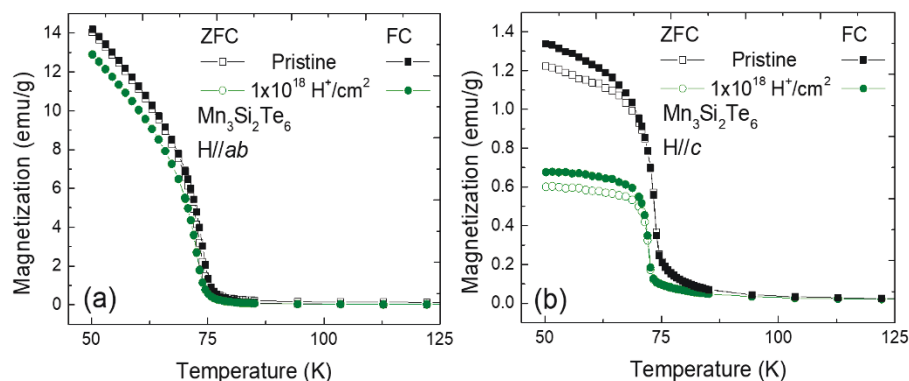 ZFC FC
Pristine
1x10¹⁸ H⁺/cm²
Mn₃Si₂Te₆
H//ab
(a)
Magnetization (emu/g)
14
12
10
8
6
4
2
0
50 75 100 125
Temperature (K)
ZFC FC
Pristine
1x10¹⁸ H⁺/cm²
Mn₃Si₂Te₆
H//c
(b)
Magnetization (emu/g)
1.4
1.2
1.0
0.8
0.6
0.4
0.2
0.0
50 75 100 125
Temperature (K)